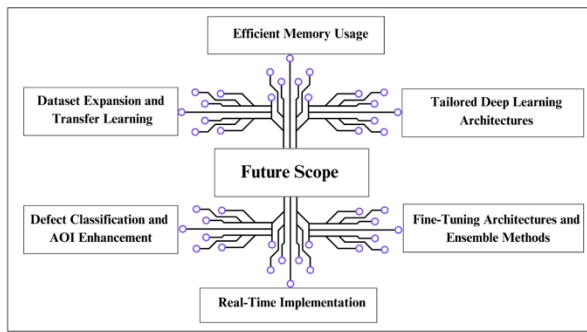 Efficient Memory Usage
Dataset Expansion and
Transfer Learning
Tailored Deep Learning
Architectures
Future Scope
Defect Classification and
AOI Enhancement
Fine-Tuning Architectures and
Ensemble Methods
Real-Time Implementation